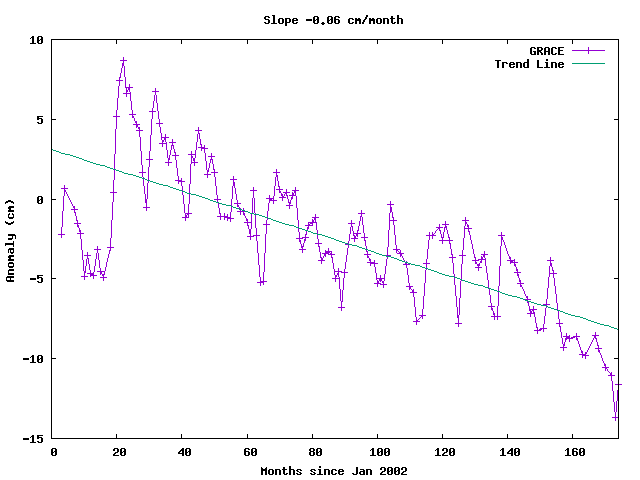 Slope -0.06 cm/month
GRACE
Trend Line
10
5
0
-5
-10
-15
Anomaly (cm)
0 20 40 60 80 100 120 140 160
Months since Jan 2002